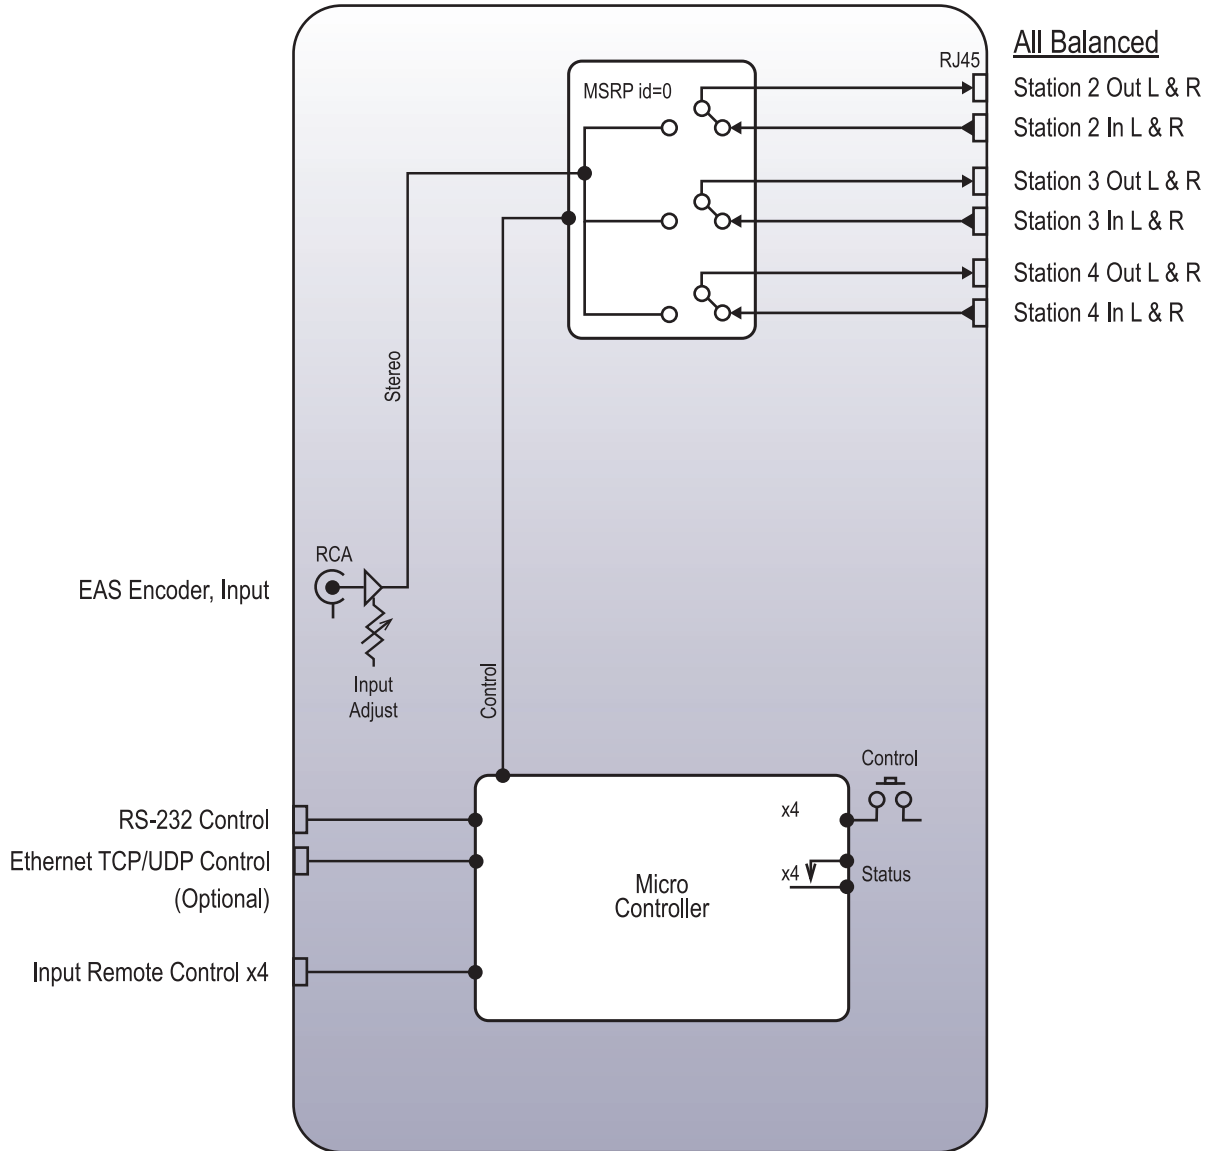 All Balanced
RJ45
MSRP id=0
Station 2 Out L & R
Station 2 In L & R
Station 3 Out L & R
Station 3 In L & R
Station 4 Out L & R
Station 4 In L & R
Stereo
RCA
EAS Encoder, Input
Input
Adjust
Control
Control
RS-232 Control
x4
Ethernet TCP/UDP Control
(Optional)
x4
Status
Micro
Controller
Input Remote Control x4